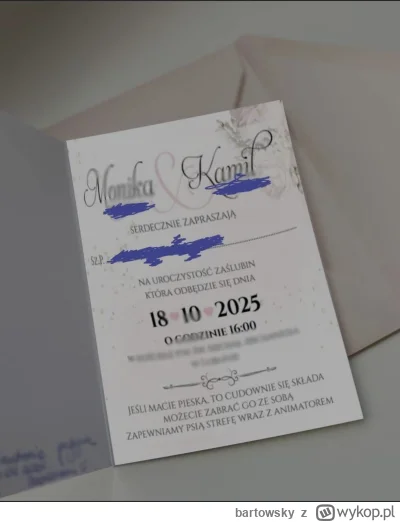 Monika & Kamil
SERDECZNIE ZAPRASZAJĄ
SZ.P.
NA UROCZYSTOŚĆ ZAŚLUBIN
KTÓRA ODBĘDZIE SIĘ DNIA
18 ♥ 10 ♥ 2025
O GODZINIE 16:00
JEŚLI MACIE PIESKA, TO CUDOWNIE SIĘ SKŁADA
MOŻECIE ZABRAĆ GO ZE SOBĄ
ZAPEWNIAMY PSIĄ STREFĘ WRAZ Z ANIMATOREM
bartowsky z wykop.pl